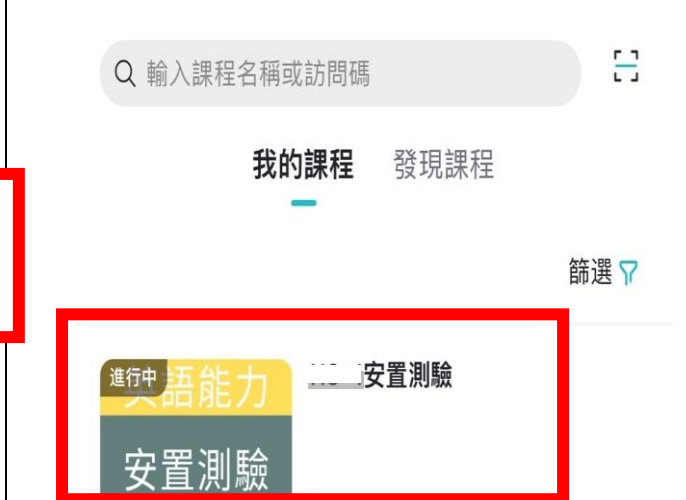 輸入課程名稱或訪問碼
我的課程 發現課程
篩選
進行中
語能力
安置測驗
安置測驗